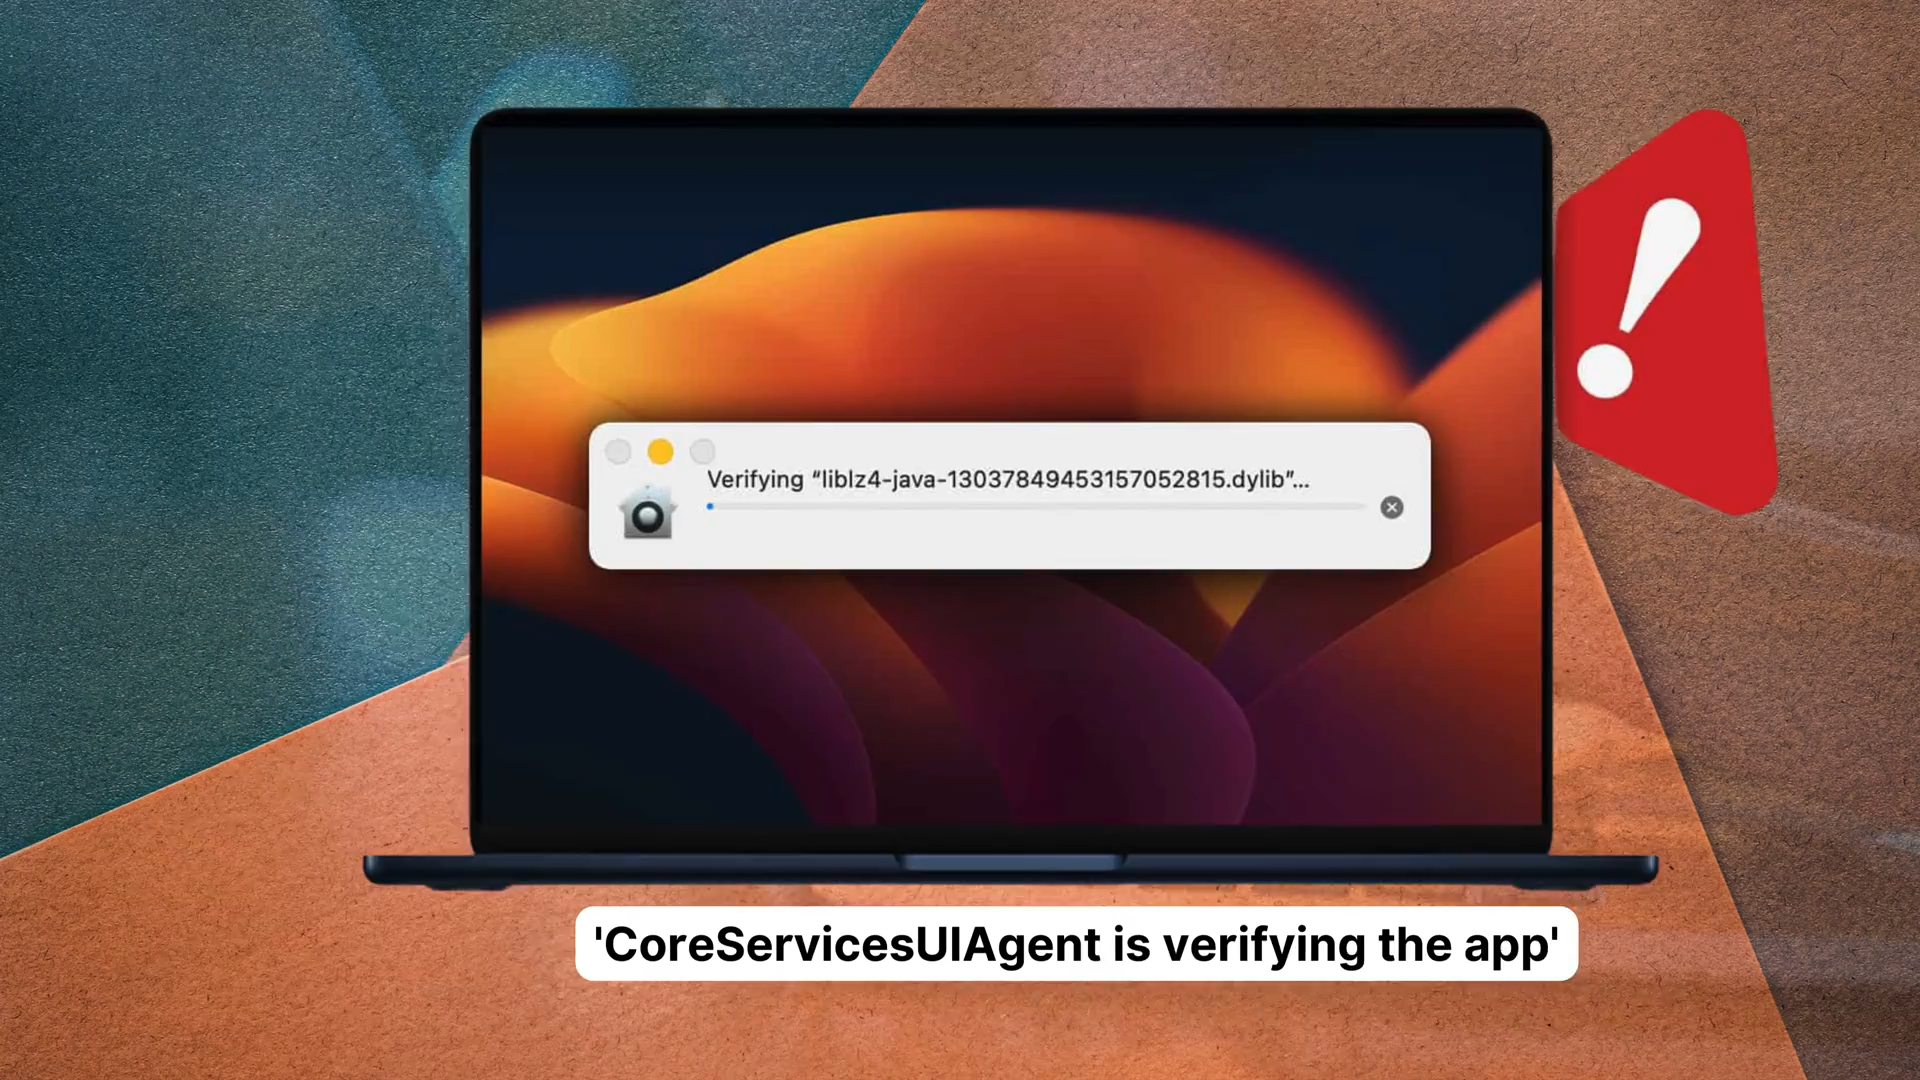 Verifying “liblz4-java-13037849453157052815.dylib”...
'CoreServicesUIAgent is verifying the app'